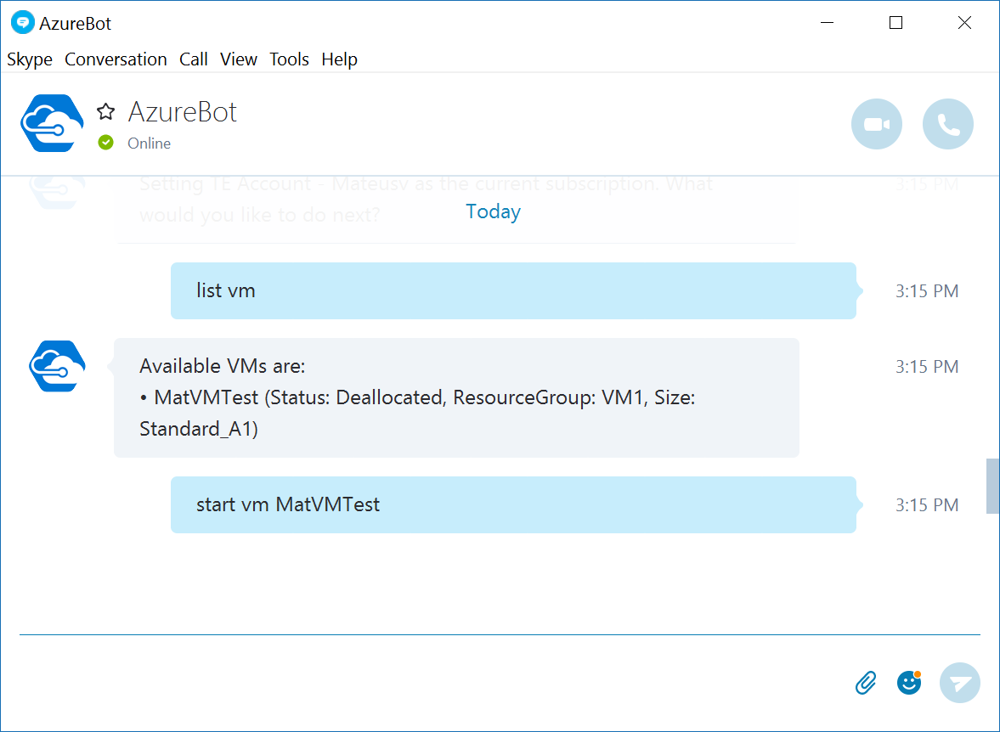 AzureBot
Skype Conversation Call View Tools Help
AzureBot
Online
Setting TE Account - Mateusv as the current subscription. What 3:15 PM
would you like to do next?
Today
list vm 3:15 PM
Available VMs are: 3:15 PM
• MatVMTest (Status: Deallocated, ResourceGroup: VM1, Size:
Standard_A1)
start vm MatVMTest 3:15 PM